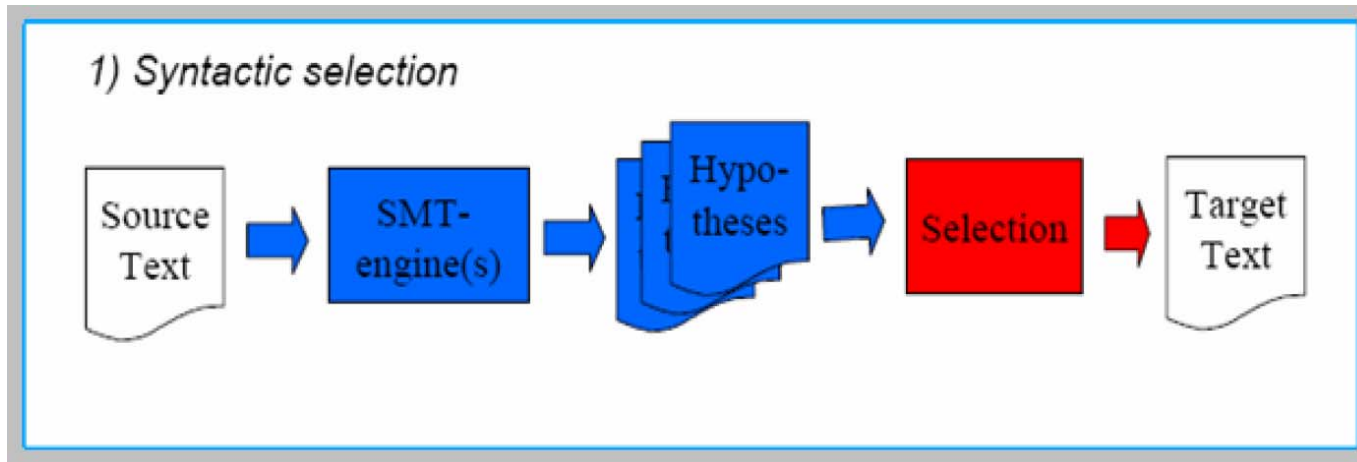 1) Syntactic selection
Source
Text
SMT-
engine(s)
Hypo-
theses
Selection
Target
Text